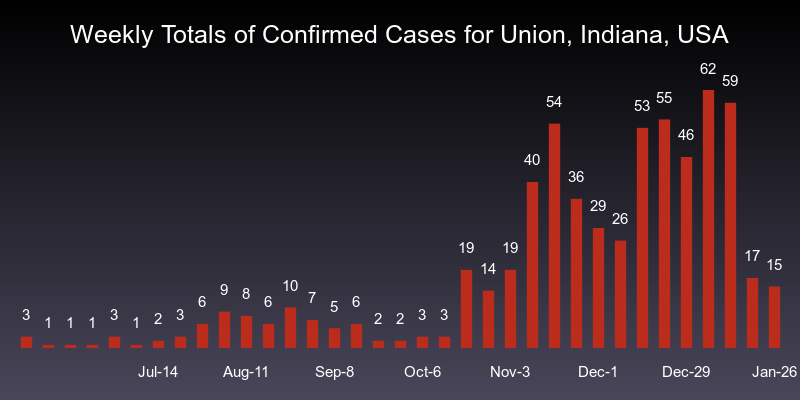 Weekly Totals of Confirmed Cases for Union, Indiana, USA
3 1 1 1 3 1 2 3 6 9 8 6 10 7 5 6 2 2 3 3 19 14 19 40 54 36 29 26 53 55 46 62 59 17 15
Jul-14 Aug-11 Sep-8 Oct-6 Nov-3 Dec-1 Dec-29 Jan-26